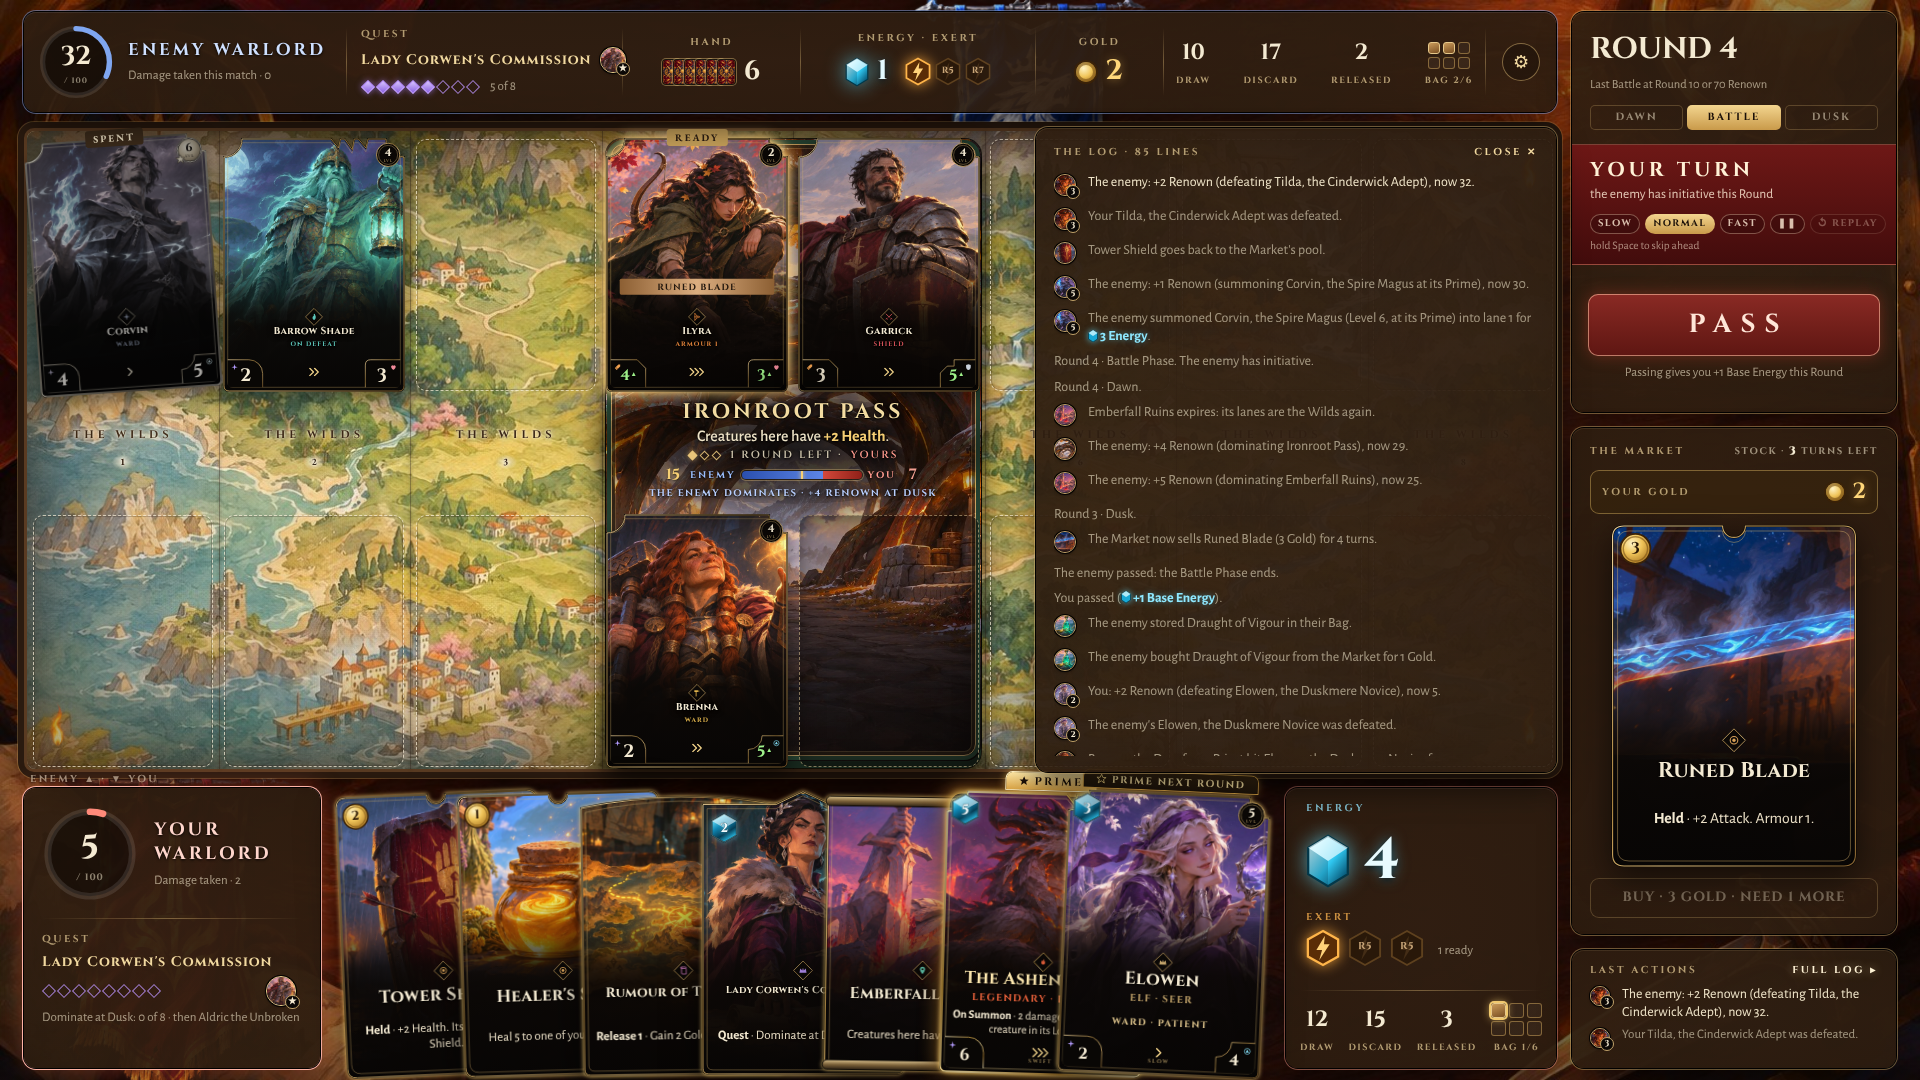 32
/ 100
ENEMY WARLORD
Damage taken this match · 0
QUEST
LADY CORWEN'S COMMISSION
5 of 8
HAND
6
ENERGY · EXERT
1
R5
R7
GOLD
2
10
DRAW
17
DISCARD
2
RELEASED
BAG 2/6
ROUND 4
Last Battle at Round 10 or 70 Renown
DAWN
BATTLE
DUSK
YOUR TURN
the enemy has initiative this Round
SLOW
NORMAL
FAST
REPLAY
hold Space to skip ahead
PASS
Passing gives you +1 Base Energy this Round
THE MARKET
STOCK · 3 TURNS LEFT
YOUR GOLD
2
3
RUNED BLADE
Held · +2 Attack. Armour 1.
BUY · 3 GOLD · NEED 1 MORE
LAST ACTIONS
FULL LOG ▸
The enemy: +2 Renown (defeating Tilda, the Cinderwick Adept), now 32.
Your Tilda, the Cinderwick Adept was defeated.
SPENT
6
CORVIN
WARD
4
5
4
BARROW SHADE
ON DEFEAT
2
3
READY
2
RUNED BLADE
ILYRA
ARMOUR 1
4
3
4
GARRICK
SHIELD
3
5
THE WILDS
1
THE WILDS
2
THE WILDS
3
IRONROOT PASS
Creatures here have +2 Health.
1 ROUND LEFT · YOURS
15 ENEMY
YOU 7
THE ENEMY DOMINATES · +4 RENOWN AT DUSK
4
BRENNA
WARD
2
5
THE LOG · 85 LINES
CLOSE ×
The enemy: +2 Renown (defeating Tilda, the Cinderwick Adept), now 32.
Your Tilda, the Cinderwick Adept was defeated.
Tower Shield goes back to the Market's pool.
The enemy: +1 Renown (summoning Corvin, the Spire Magus at its Prime), now 30.
The enemy summoned Corvin, the Spire Magus (Level 6, at its Prime) into lane 1 for
3 Energy.
Round 4 · Battle Phase. The enemy has initiative.
Round 4 · Dawn.
Emberfall Ruins expires: its lanes are the Wilds again.
The enemy: +4 Renown (dominating Ironroot Pass), now 29.
The enemy: +5 Renown (dominating Emberfall Ruins), now 25.
Round 3 · Dusk.
The Market now sells Runed Blade (3 Gold) for 4 turns.
The enemy passed: the Battle Phase ends.
You passed (+1 Base Energy).
The enemy stored Draught of Vigour in their Bag.
The enemy bought Draught of Vigour from the Market for 1 Gold.
You: +2 Renown (defeating Elowen, the Duskmere Novice), now 5.
The enemy's Elowen, the Duskmere Novice was defeated.
ENEMY ▲ · ▼ YOU
5
/ 100
YOUR WARLORD
Damage taken · 2
QUEST
LADY CORWEN'S COMMISSION
Dominate at Dusk: 0 of 8 · then Aldric the Unbroken
2
TOWER
Held · +2 Health. Its
Shield.
1
HEALER'S
Heal 5 to one of you
RUMOUR OF
Release 1 · Gain 2 Gol
2
LADY CORWEN'S
Quest · Dominate at
EMBERFALL
Creatures here hav
★ PRIME
5
THE ASHEN
LEGENDARY
On Summon · 2 damag
creature in its
6
SWIFT
☆ PRIME NEXT ROUND
3
5
ELOWEN
ELF · SEER
WARD · PATIENT
2
SLOW
4
ENERGY
4
EXERT
R5
R5
1 ready
12
DRAW
15
DISCARD
3
RELEASED
BAG 1/6